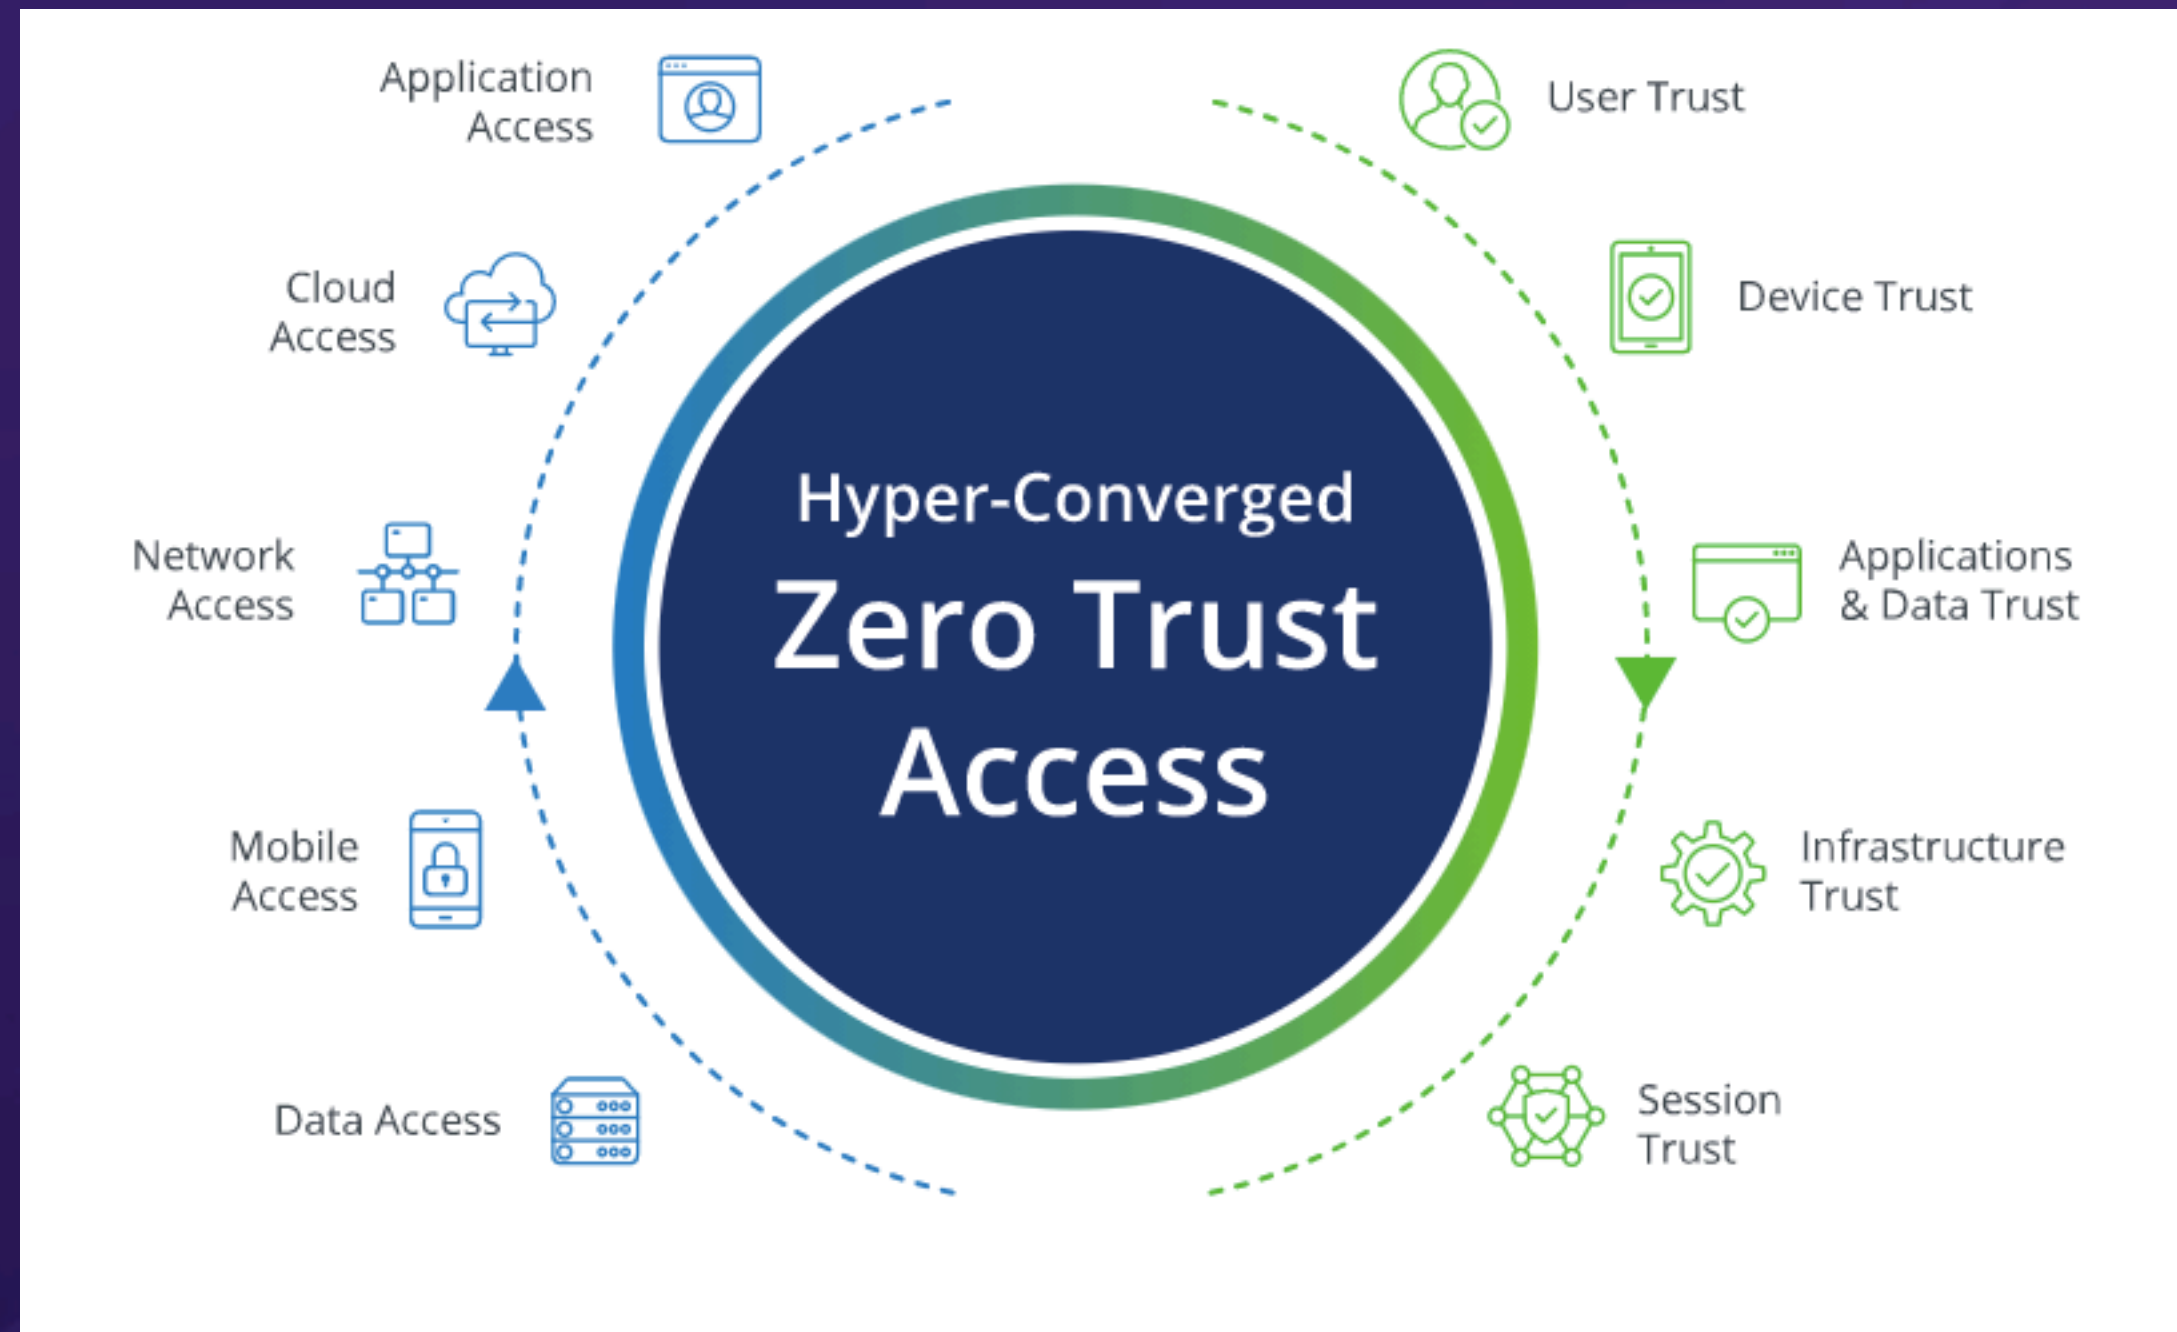 Application
Access
Cloud
Access
Network
Access
Mobile
Access
Data Access
Hyper-Converged
Zero Trust
Access
User Trust
Device Trust
Applications
& Data Trust
Infrastructure
Trust
Session
Trust